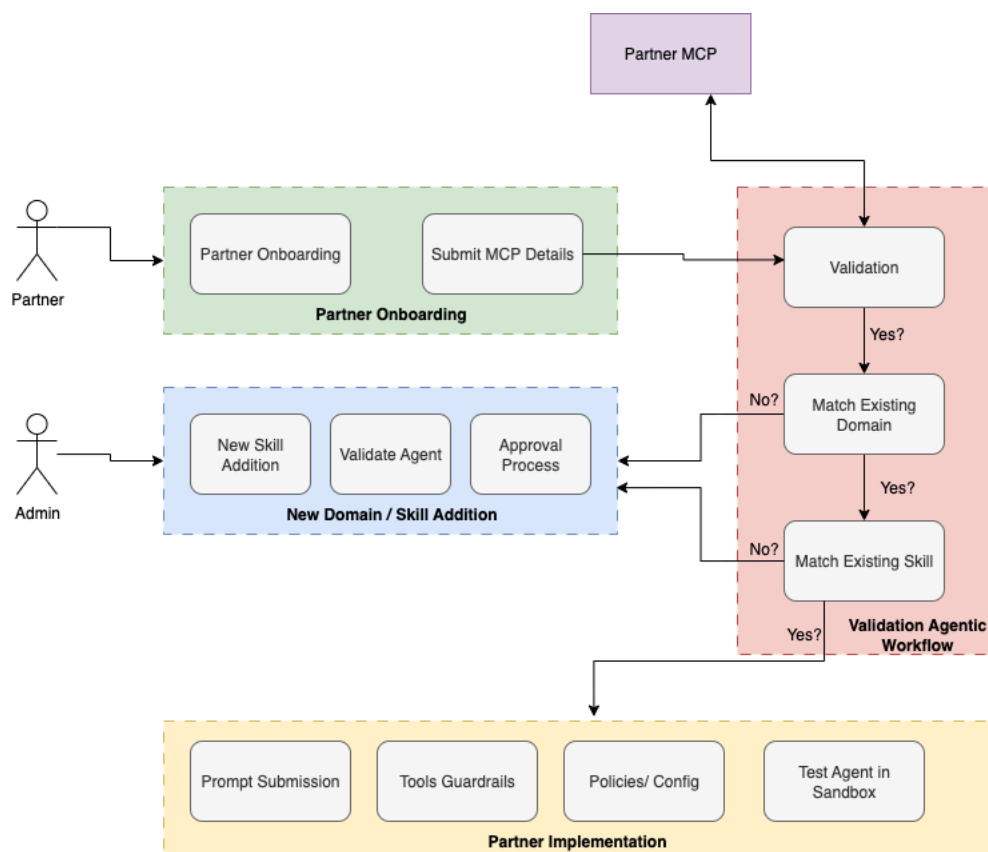 Partner MCP
Partner Onboarding
Submit MCP Details
Validation
Partner
Partner Onboarding
Yes?
No?
Match Existing
Domain
New Skill
Addition
Validate Agent
Approval
Process
Yes?
Admin
New Domain / Skill Addition
No?
Match Existing Skill
Yes?
Validation Agentic
Workflow
Prompt Submission
Tools Guardrails
Policies/ Config
Test Agent in
Sandbox
Partner Implementation